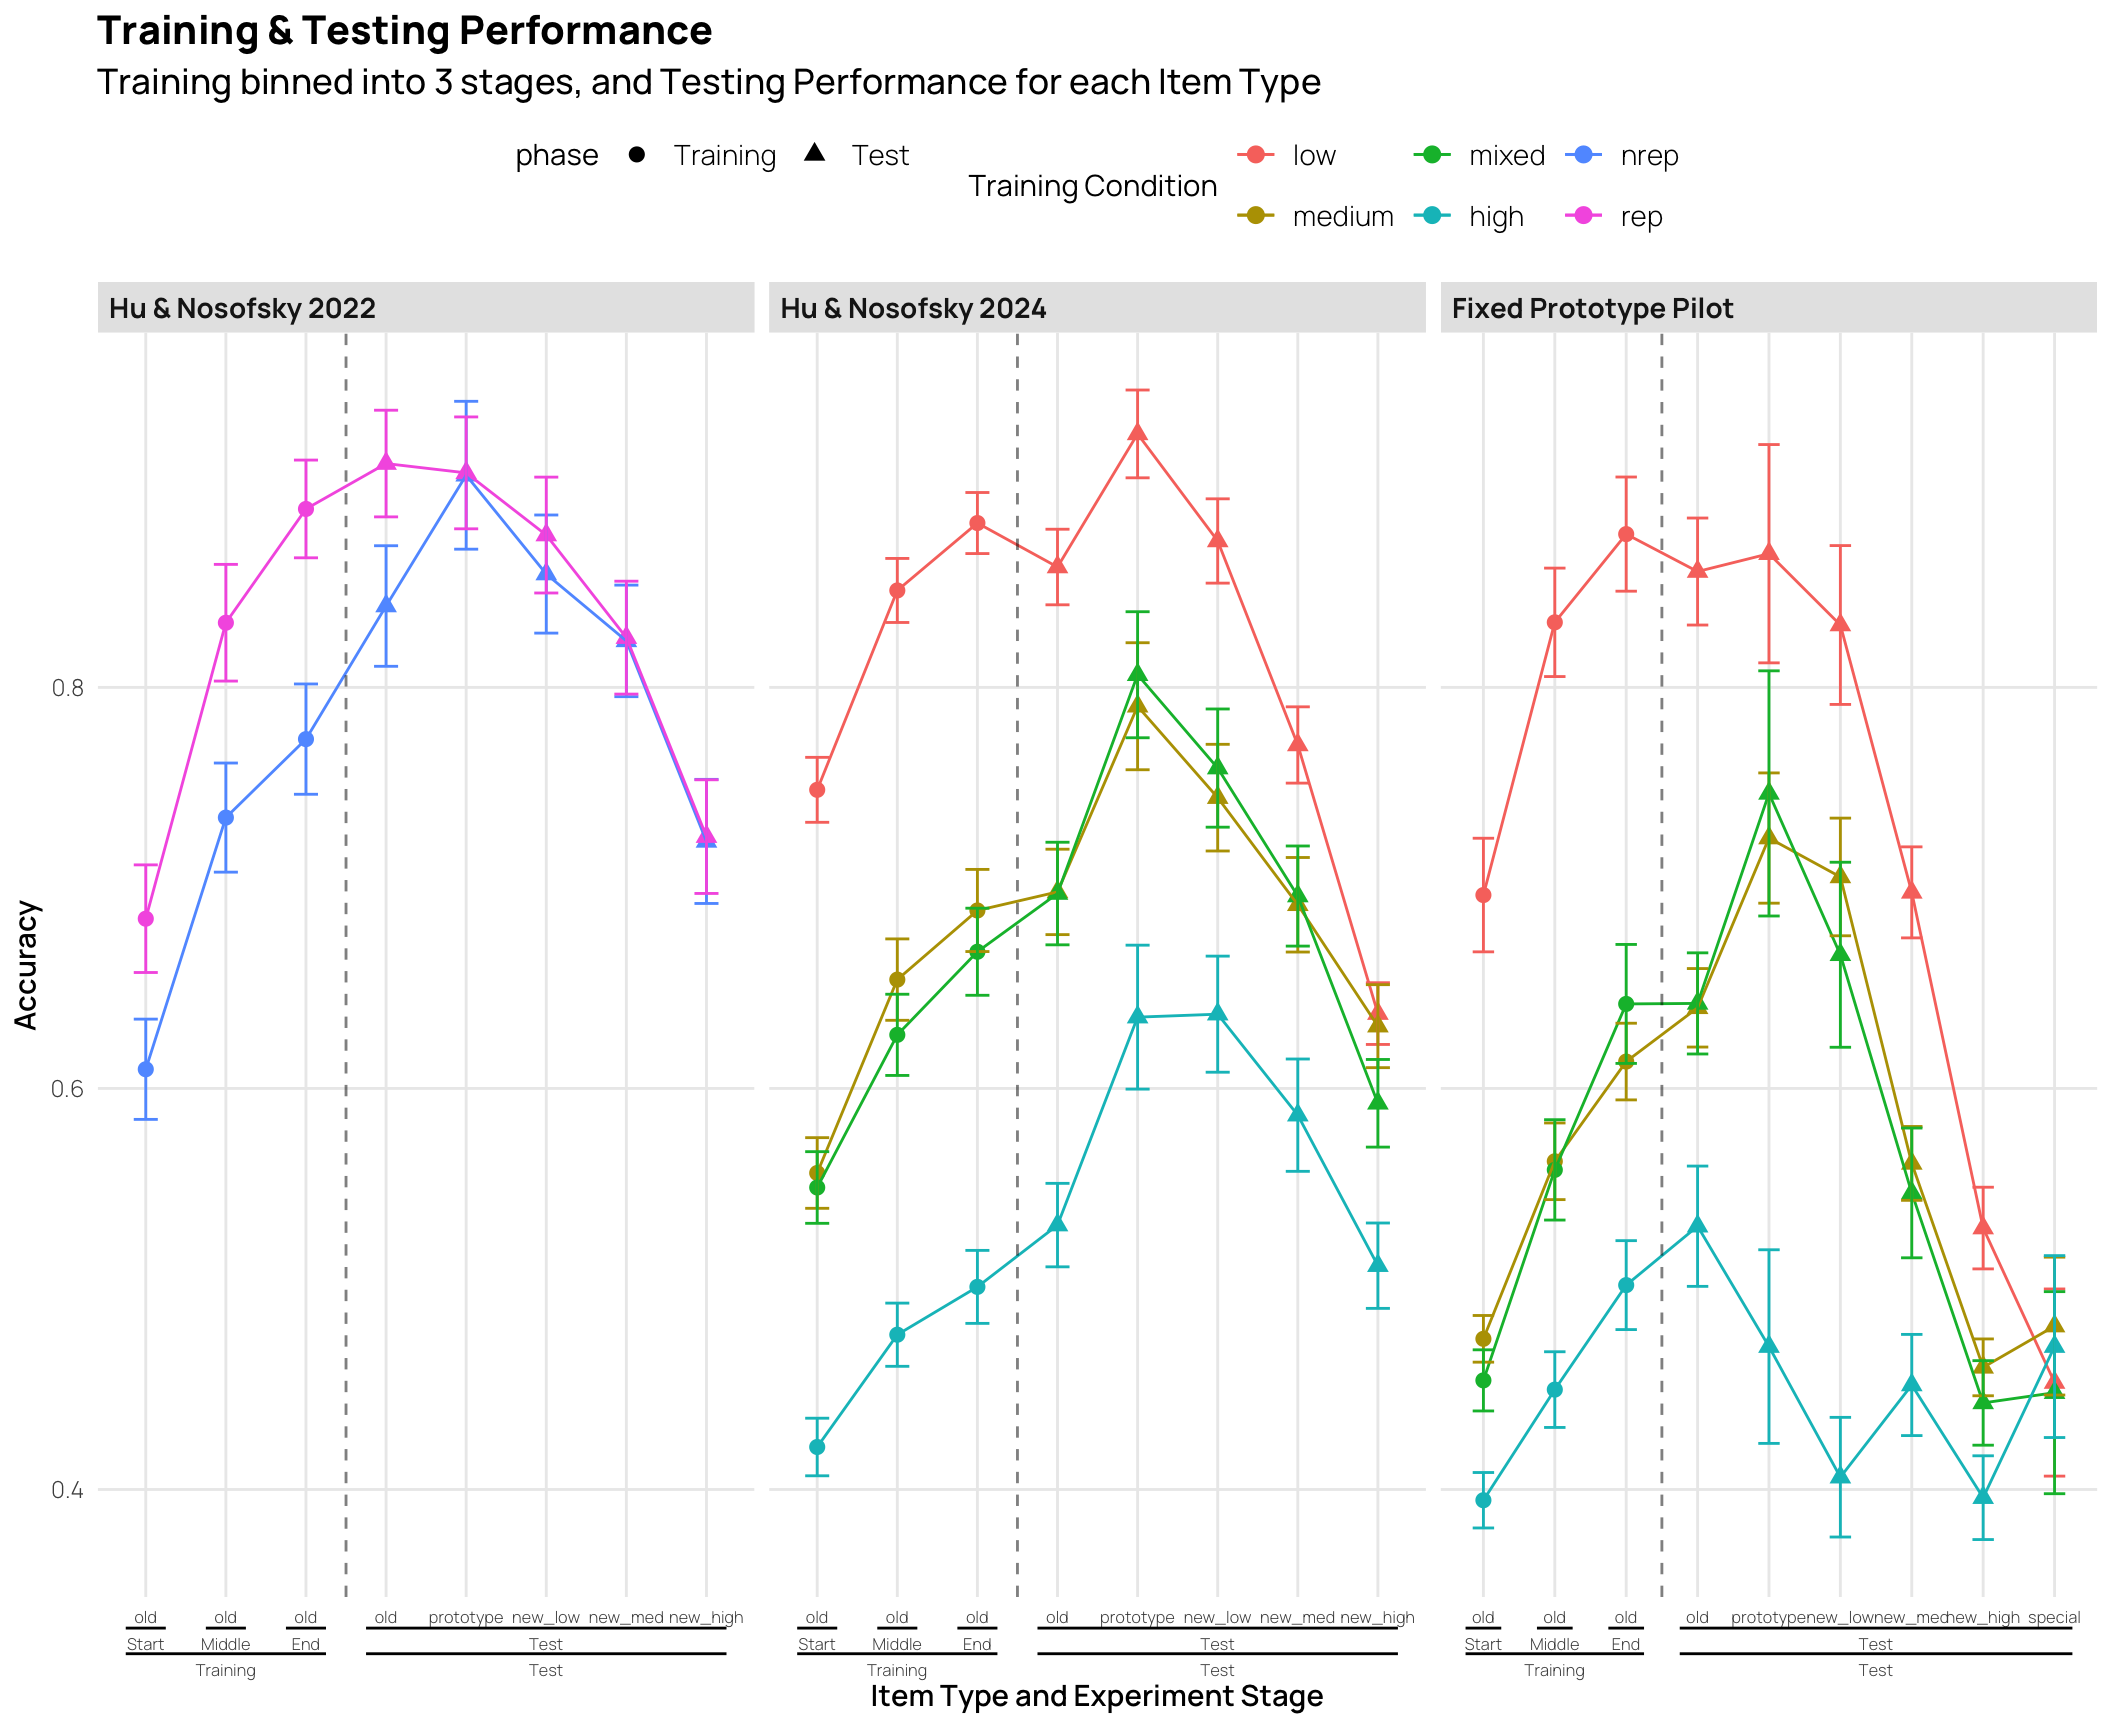 Training & Testing Performance
Training binned into 3 stages, and Testing Performance for each Item Type
phase Training Test
Training Condition
low mixed nrep
medium high rep
Hu & Nosofsky 2022 Hu & Nosofsky 2024 Fixed Prototype Pilot
Accuracy
0.8
0.6
0.4
old old old old prototype new_low new_med new_high old old old old prototype new_low new_med new_high old old old old prototype new_low new_med new_high special
Start Middle End Test Start Middle End Test Start Middle End Test
Training Test Training Test Training Test
Item Type and Experiment Stage